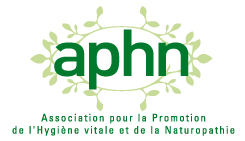 aphn
Association pour la Promotion
de l'Hygiène vitale et de la Naturopathie